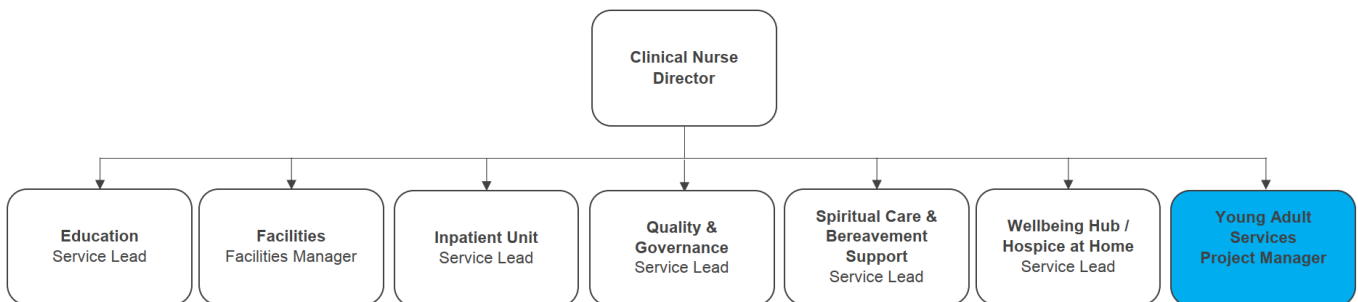 Clinical Nurse
Director
Education
Service Lead
Facilities
Facilities Manager
Inpatient Unit
Service Lead
Quality &
Governance
Service Lead
Spiritual Care &
Bereavement
Support
Service Lead
Wellbeing Hub /
Hospice at Home
Service Lead
Young Adult
Services
Project Manager